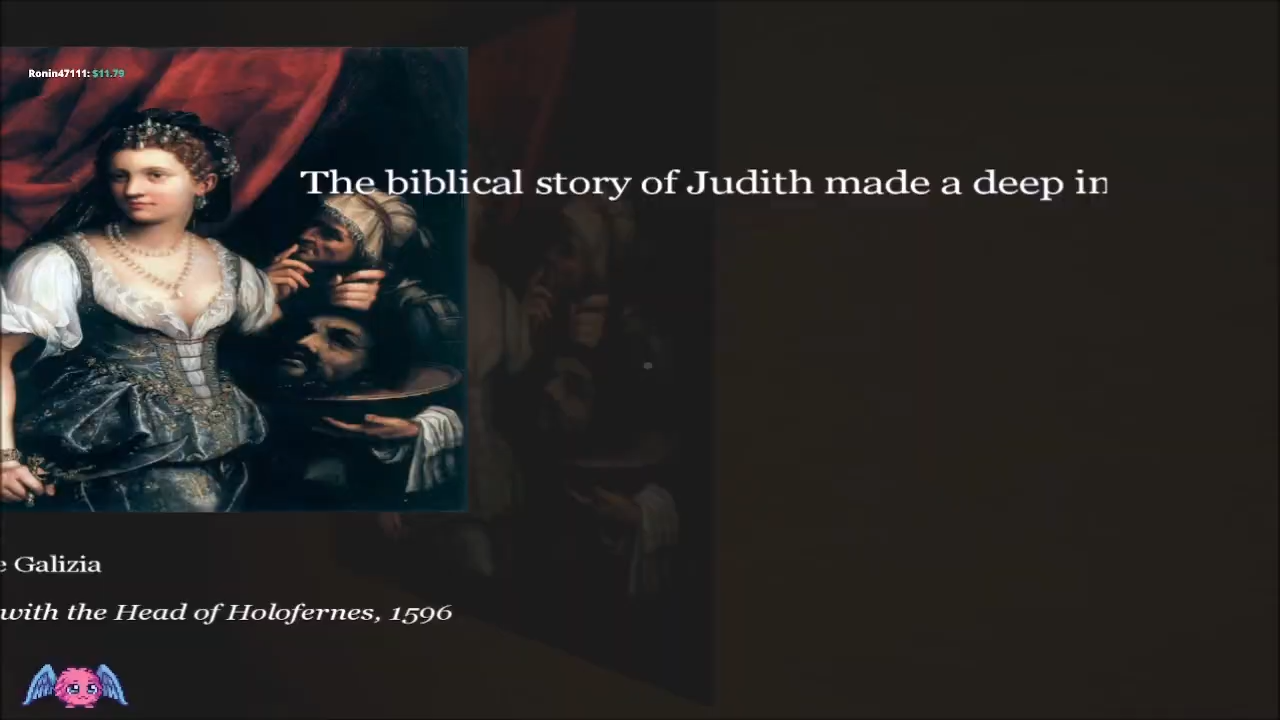 Ronin47111: $11.79
The biblical story of Judith made a deep in
e Galizia
with the Head of Holofernes, 1596